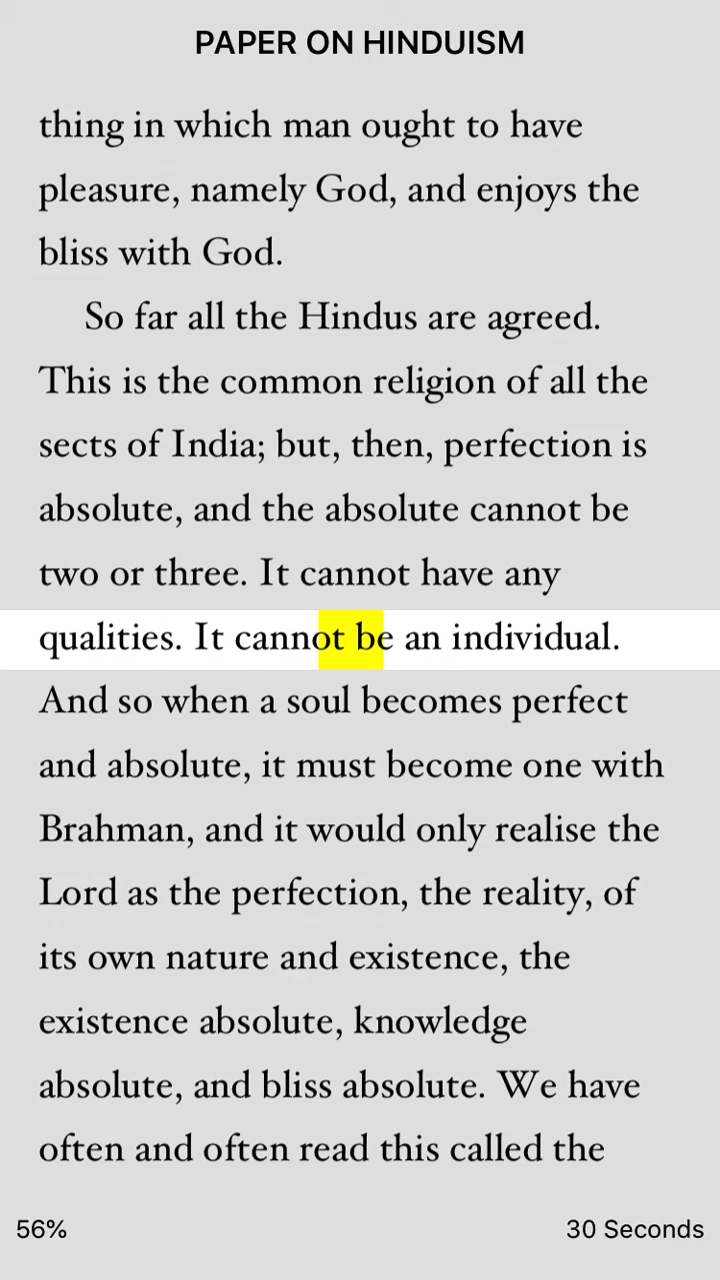 PAPER ON HINDUISM
thing in which man ought to have
pleasure, namely God, and enjoys the
bliss with God.
So far all the Hindus are agreed.
This is the common religion of all the
sects of India; but, then, perfection is
absolute, and the absolute cannot be
two or three. It cannot have any
qualities. It cannot be an individual.
And so when a soul becomes perfect
and absolute, it must become one with
Brahman, and it would only realise the
Lord as the perfection, the reality, of
its own nature and existence, the
existence absolute, knowledge
absolute, and bliss absolute. We have
often and often read this called the
56% 30 Seconds